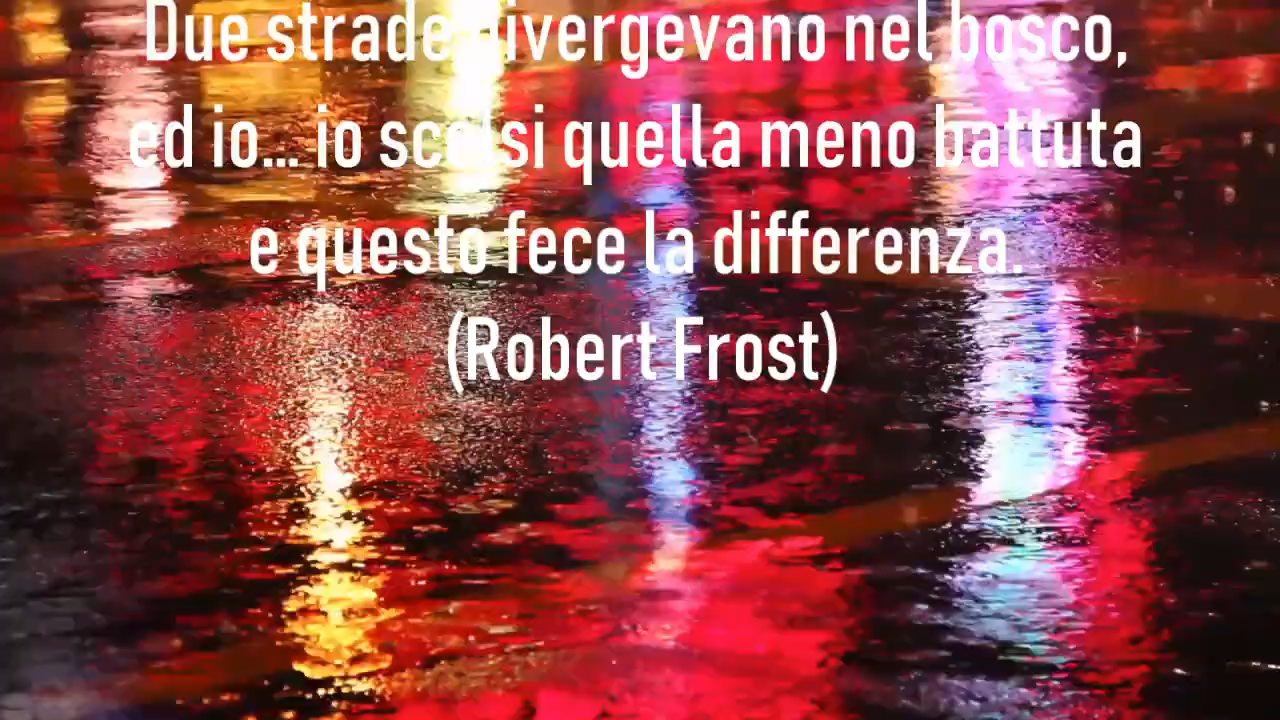 Due strade divergevano nel bosco,
ed io... io scelsi quella meno battuta
e questo fece la differenza.
(Robert Frost)